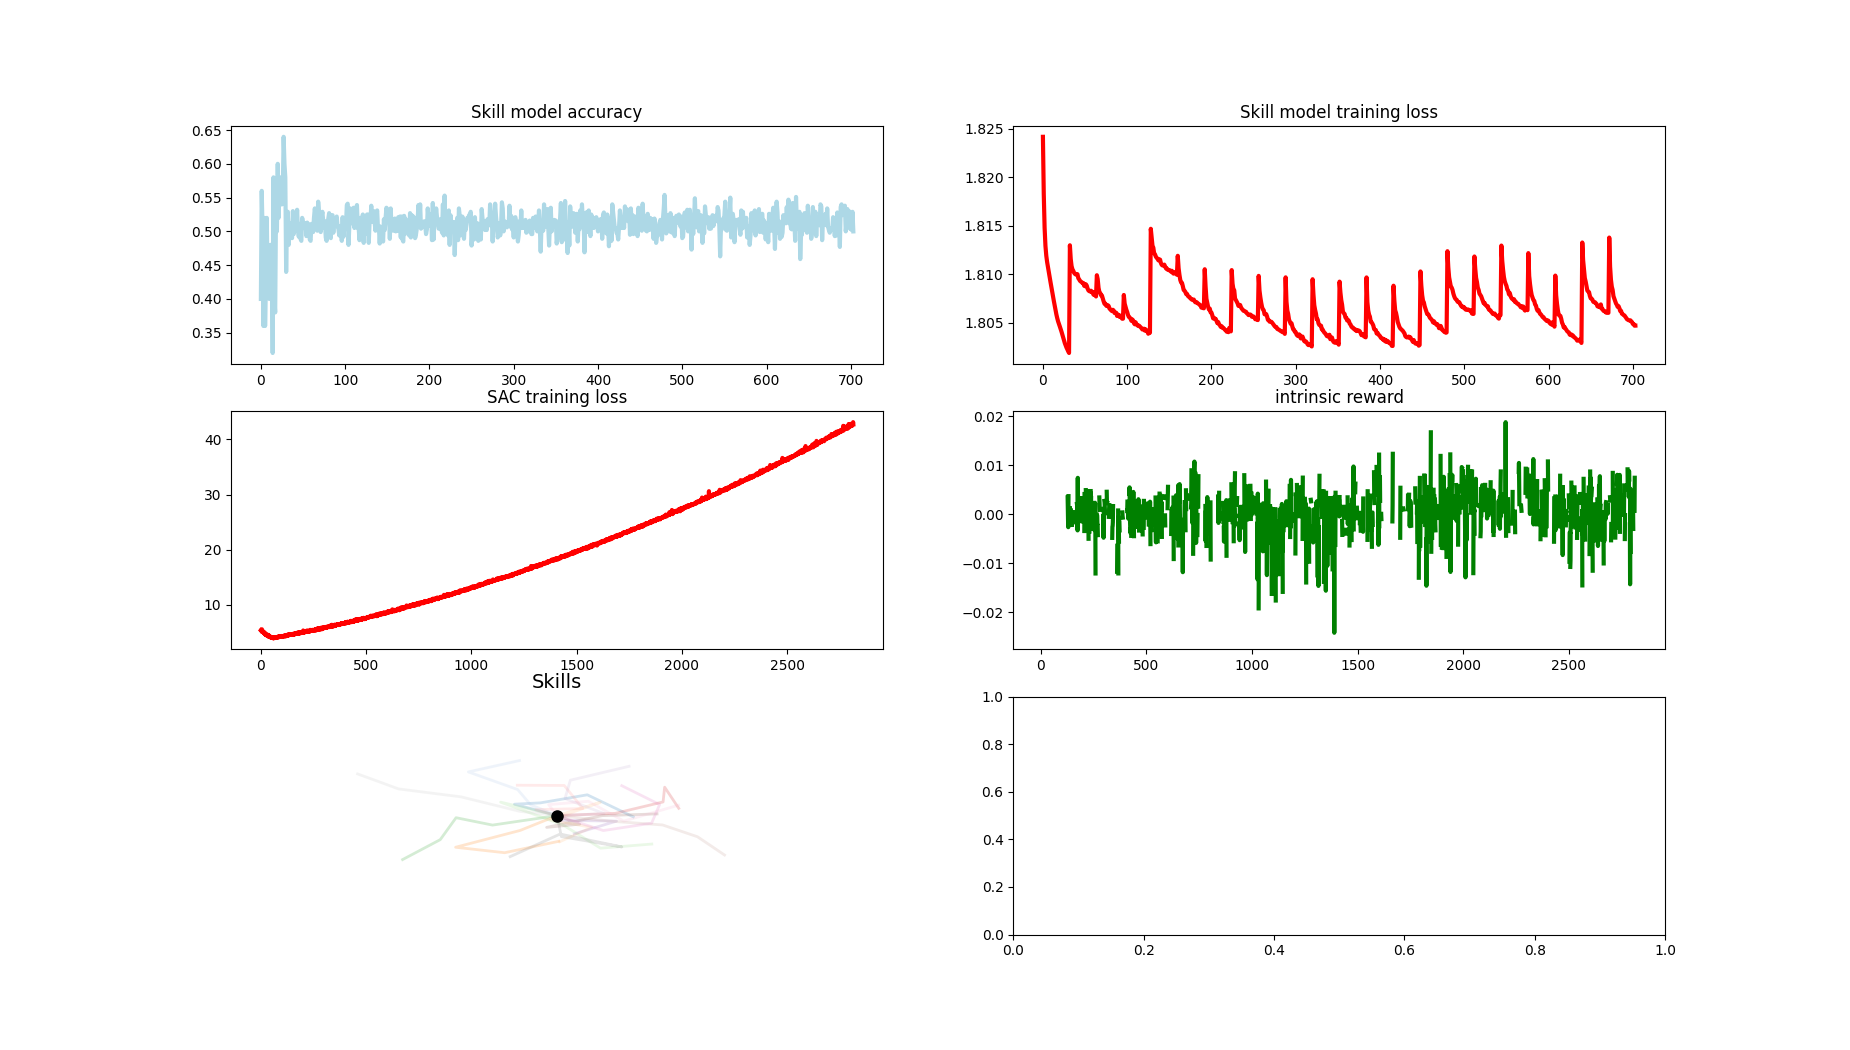 Skill model accuracy
0.65
0.60
0.55
0.50
0.45
0.40
0.35
0 100 200 300 400 500 600 700
Skill model training loss
1.825
1.820
1.815
1.810
1.805
0 100 200 300 400 500 600 700
SAC training loss
40
30
20
10
0 500 1000 1500 2000 2500
intrinsic reward
0.02
0.01
0.00
−0.01
−0.02
0 500 1000 1500 2000 2500
Skills
1.0
0.8
0.6
0.4
0.2
0.0
0.0 0.2 0.4 0.6 0.8 1.0